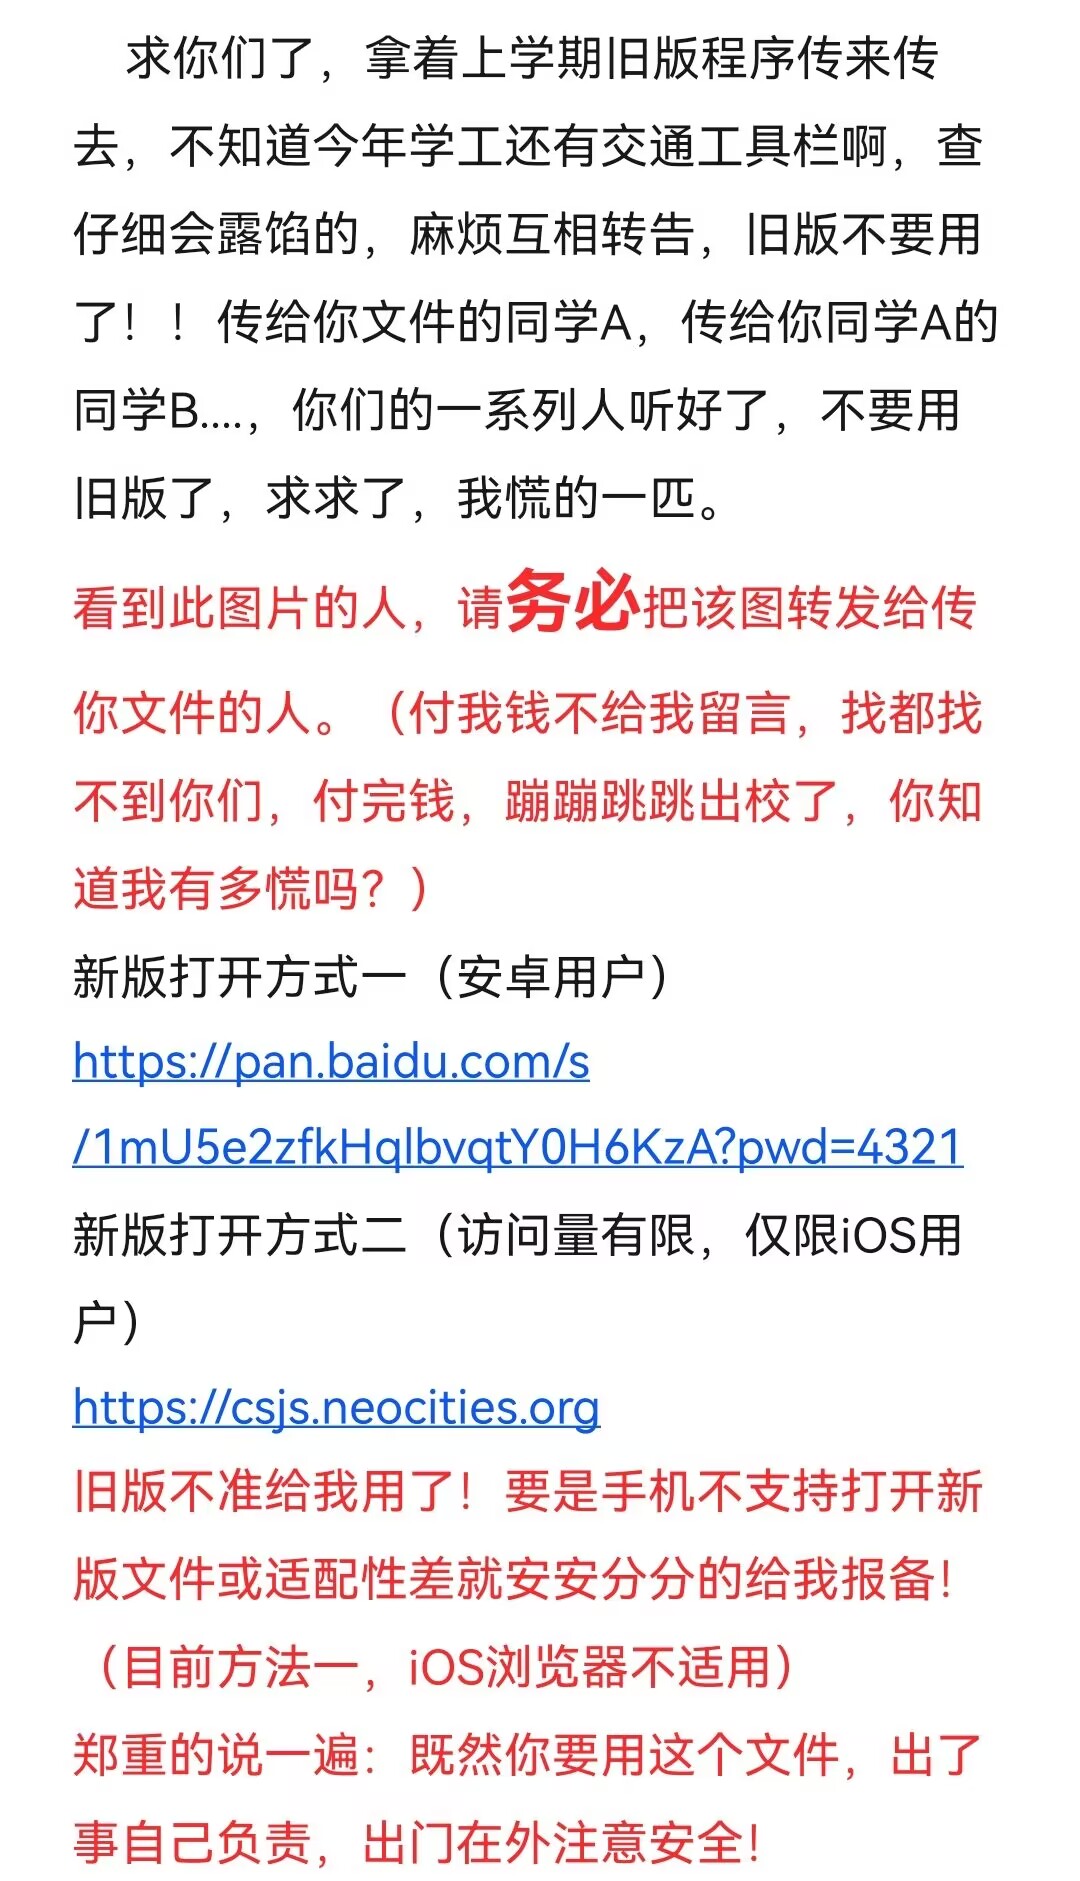 求你们了，拿着上学期旧版程序传来传
去，不知道今年学工还有交通工具栏啊，查
仔细会露馅的，麻烦互相转告，旧版不要用
了！！传给你文件的同学A，传给你同学A的
同学B....，你们的一系列人听好了，不要用
旧版了，求求了，我慌的一匹。
看到此图片的人，请务必把该图转发给传
你文件的人。（付我钱不给我留言，找都找
不到你们，付完钱，蹦蹦跳跳出校了，你知
道我有多慌吗？）
新版打开方式一（安卓用户）
https://pan.baidu.com/s
/1mU5e2zfkHqlbvqtY0H6KzA?pwd=4321
新版打开方式二（访问量有限，仅限iOS用
户）
https://csjs.neocities.org
旧版不准给我用了！要是手机不支持打开新
版文件或适配性差就安安分分的给我报备！
（目前方法一，iOS浏览器不适用）
郑重的说一遍：既然你要用这个文件，出了
事自己负责，出门在外注意安全！